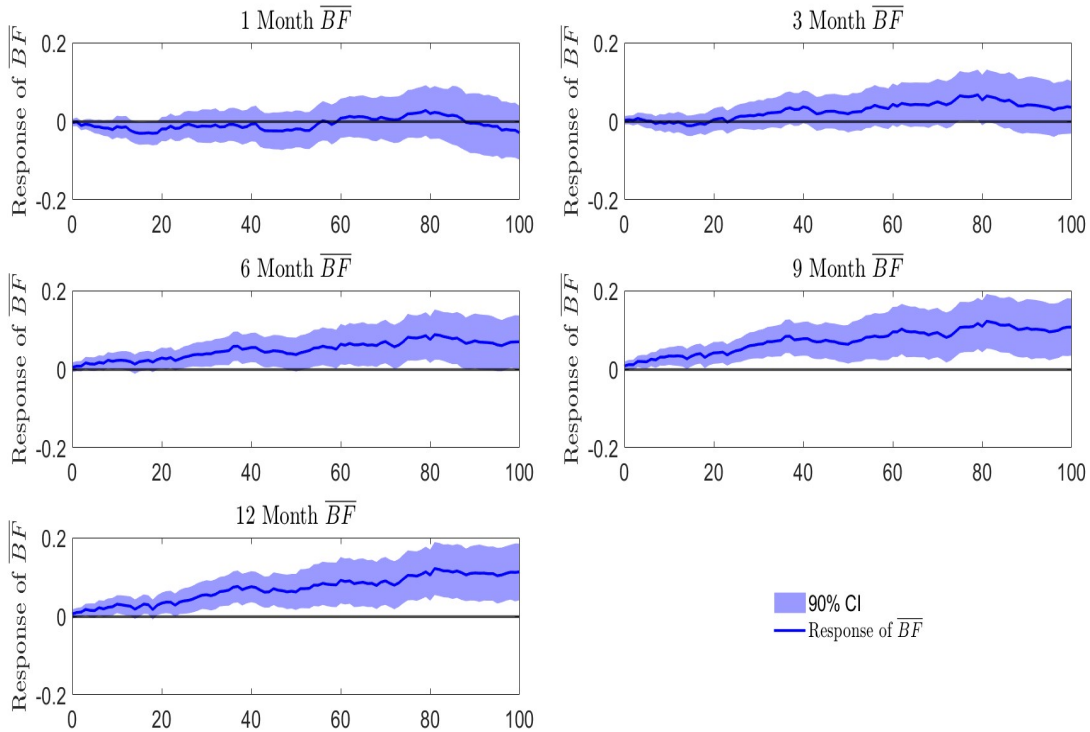 1 Month $\overline{BF}$
3 Month $\overline{BF}$
Response of $\overline{BF}$
0.2
0
-0.2
0 20 40 60 80 100
Response of $\overline{BF}$
0.2
0
-0.2
0 20 40 60 80 100
6 Month $\overline{BF}$
9 Month $\overline{BF}$
Response of $\overline{BF}$
0.2
0
-0.2
0 20 40 60 80 100
Response of $\overline{BF}$
0.2
0
-0.2
0 20 40 60 80 100
12 Month $\overline{BF}$
Response of $\overline{BF}$
0.2
0
-0.2
0 20 40 60 80 100
90% CI
Response of $\overline{BF}$